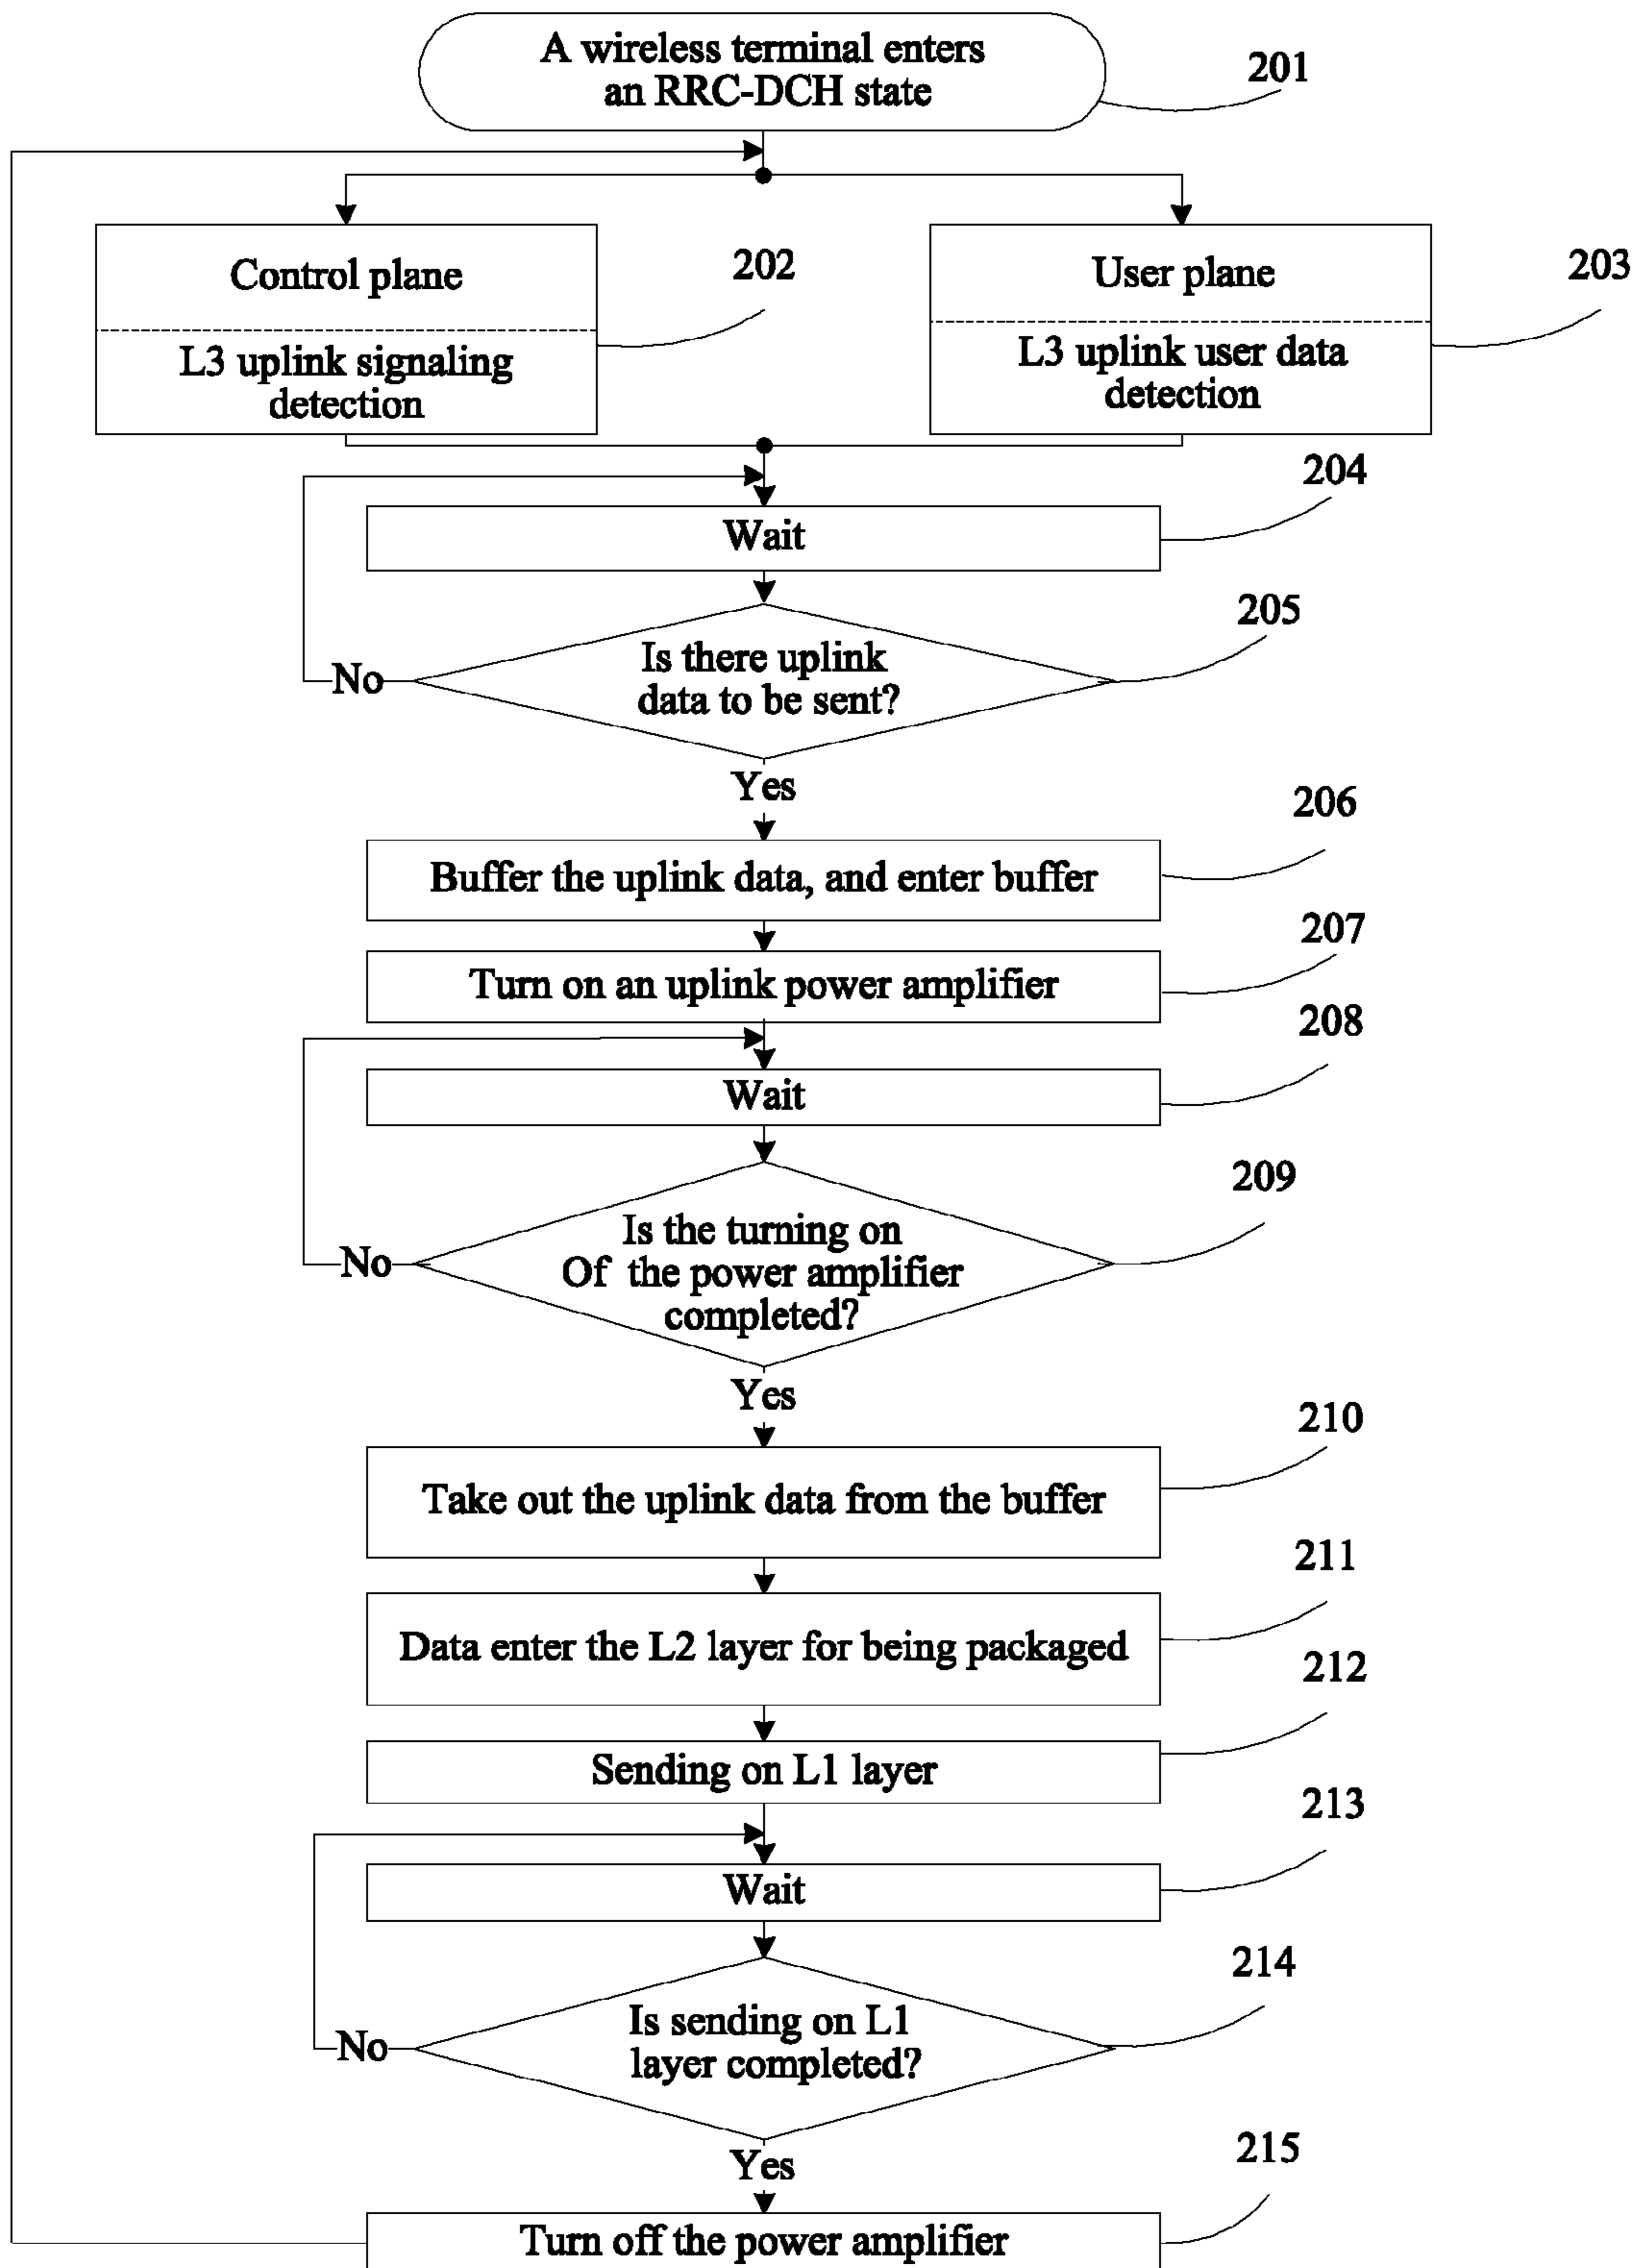 A wireless terminal enters
an RRC-DCH state
201
Control plane
202
User plane
203
L3 uplink signaling
detection
L3 uplink user data
detection
204
Wait
205
Is there uplink
data to be sent?
No
Yes
206
Buffer the uplink data, and enter buffer
207
Turn on an uplink power amplifier
208
Wait
209
Is the turning on
Of the power amplifier
completed?
No
Yes
210
Take out the uplink data from the buffer
211
Data enter the L2 layer for being packaged
212
Sending on L1 layer
213
Wait
214
Is sending on L1
layer completed?
No
Yes
215
Turn off the power amplifier